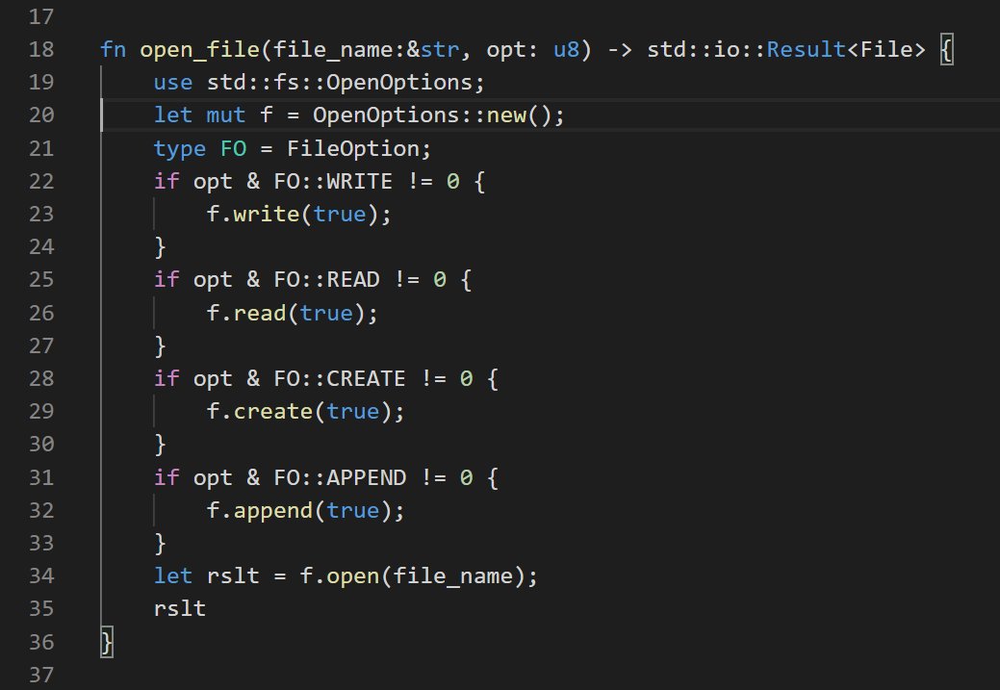 17
18 fn open_file(file_name:&str, opt: u8) -> std::io::Result<File> {
19     use std::fs::OpenOptions;
20     let mut f = OpenOptions::new();
21     type FO = FileOption;
22     if opt & FO::WRITE != 0 {
23         f.write(true);
24     }
25     if opt & FO::READ != 0 {
26         f.read(true);
27     }
28     if opt & FO::CREATE != 0 {
29         f.create(true);
30     }
31     if opt & FO::APPEND != 0 {
32         f.append(true);
33     }
34     let rslt = f.open(file_name);
35     rslt
36 }
37